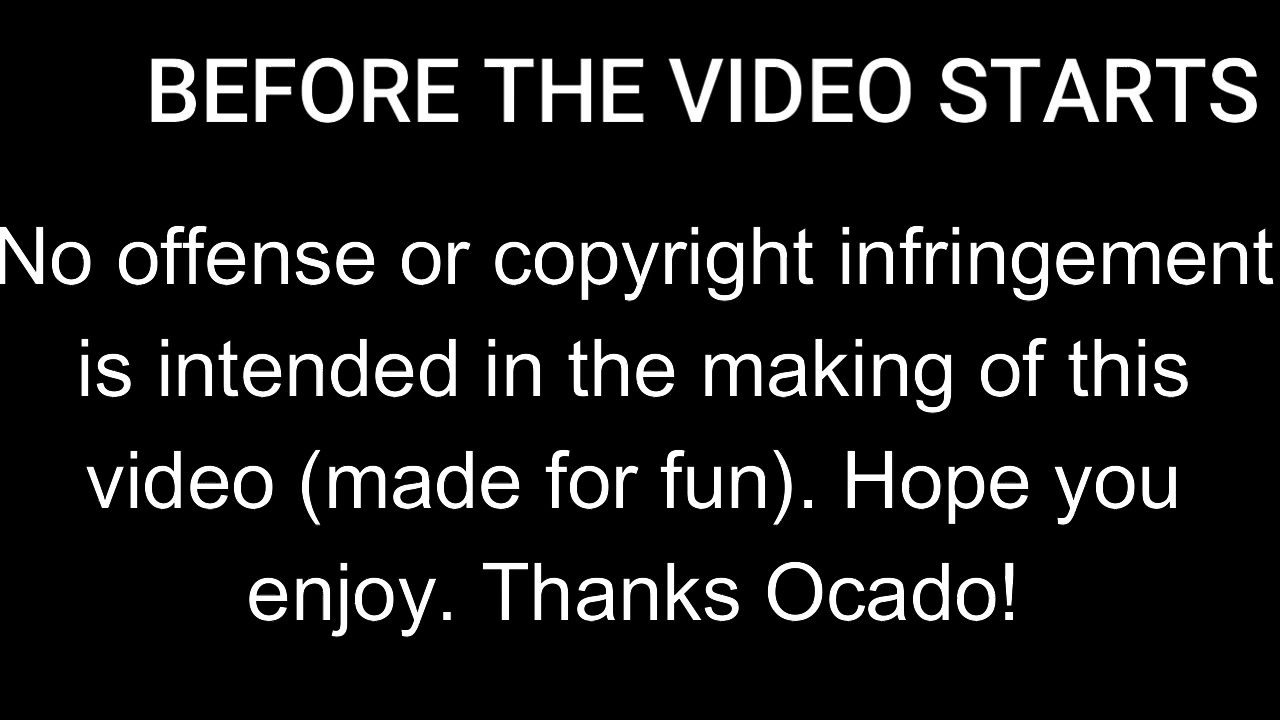 BEFORE THE VIDEO STARTS
No offense or copyright infringement
is intended in the making of this
video (made for fun). Hope you
enjoy. Thanks Ocado!